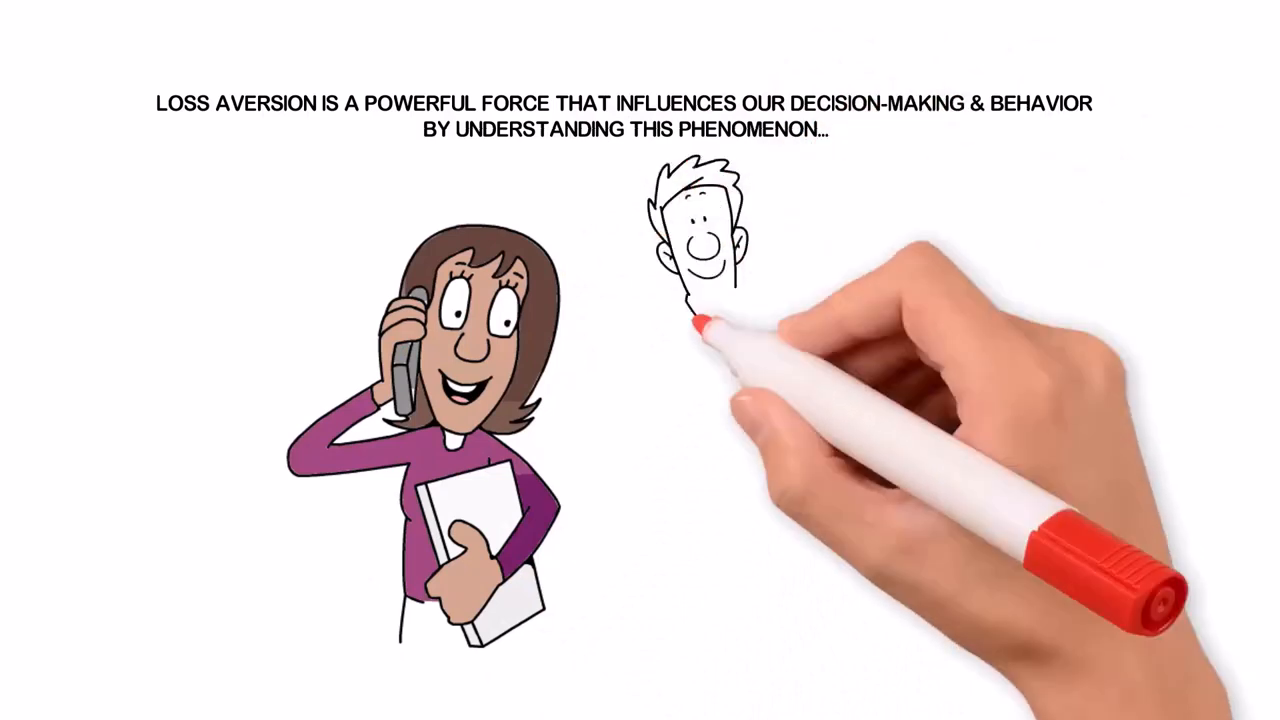 LOSS AVERSION IS A POWERFUL FORCE THAT INFLUENCES OUR DECISION-MAKING & BEHAVIOR
BY UNDERSTANDING THIS PHENOMENON...